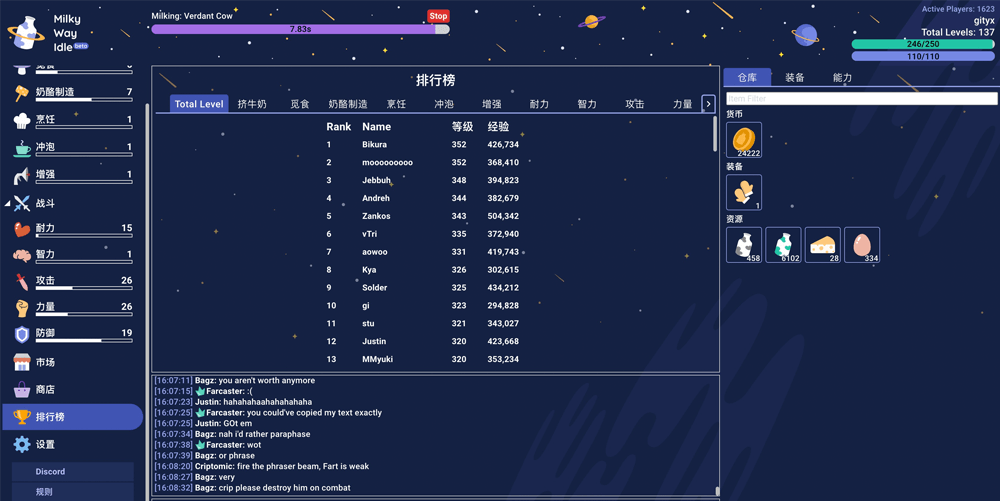 Milky
Way
Idle beta
Milking: Verdant Cow
Stop
7.83s
Active Players: 1623
gityx
Total Levels: 137
246/250
110/110
觅食
奶酪制造 7
烹饪 1
冲泡 1
增强 1
战斗
耐力 15
智力 1
攻击 26
力量 26
防御 19
市场
商店
排行榜
设置
Discord
规则
排行榜
Total Level 挤牛奶 觅食 奶酪制造 烹饪 冲泡 增强 耐力 智力 攻击 力量
Rank Name 等级 经验
1 Bikura 352 426,734
2 mooooooooo 352 368,410
3 Jebbuh 348 394,823
4 Andreh 344 382,679
5 Zankos 343 504,342
6 vTri 335 372,940
7 aowoo 331 419,743
8 Kya 326 302,615
9 Solder 325 434,212
10 gi 323 294,828
11 stu 321 343,027
12 Justin 320 423,668
13 MMyuki 320 353,234
[16:07:11] Bagz: you aren't worth anymore
[16:07:15] Farcaster: :(
[16:07:23] Justin: hahahahaahahahahaha
[16:07:25] Farcaster: you could've copied my text exactly
[16:07:25] Justin: GOt em
[16:07:34] Bagz: nah i'd rather paraphase
[16:07:38] Farcaster: wot
[16:07:39] Bagz: or phrase
[16:08:20] Criptomic: fire the phraser beam, Fart is weak
[16:08:27] Bagz: very
[16:08:32] Bagz: crip please destroy him on combat
仓库 装备 能力
Item Filter
货币
24222
装备
1
资源
458 6102 28 334